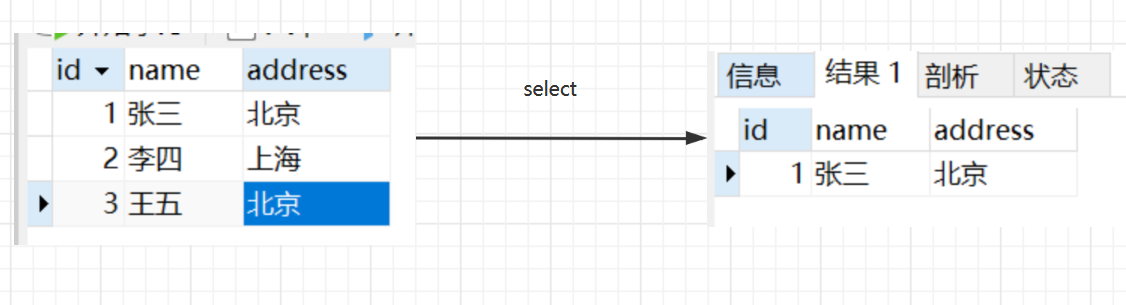 id name address
1 张三 北京
2 李四 上海
3 王五 北京
select
信息 结果 1 剖析 状态
id name address
1 张三 北京